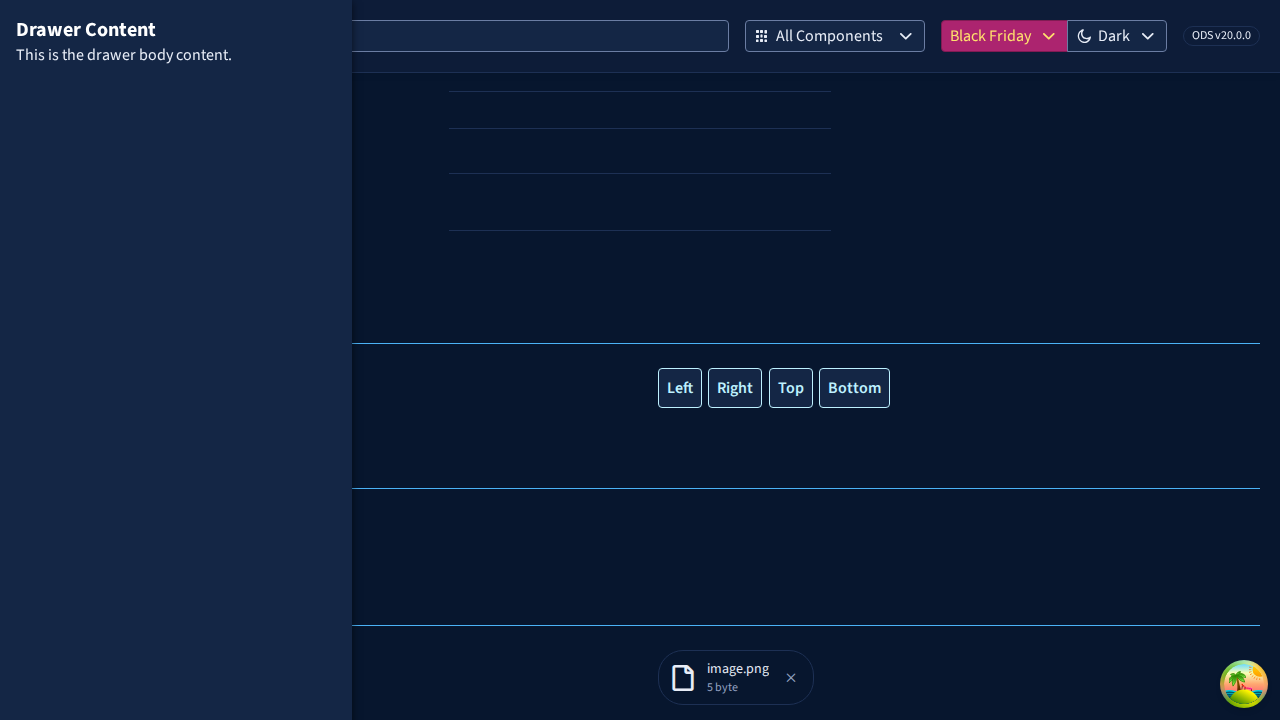 Drawer Content
This is the drawer body content.
All Components
Black Friday
Dark
ODS v20.0.0
Left
Right
Top
Bottom
image.png
5 byte